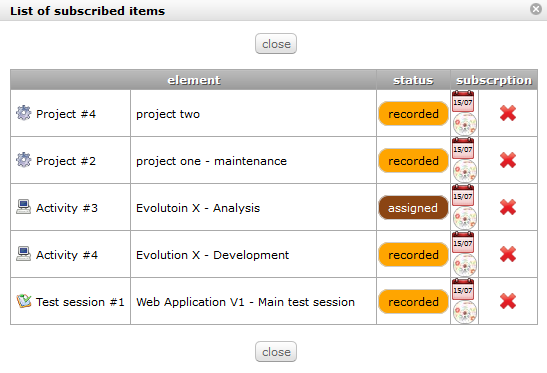 List of subscribed items
close
element status subscrption
Project #4 project two recorded 15/07
Project #2 project one - maintenance recorded 15/07
Activity #3 Evolutoin X - Analysis assigned 15/07
Activity #4 Evolution X - Development recorded 15/07
Test session #1 Web Application V1 - Main test session recorded 15/07
close